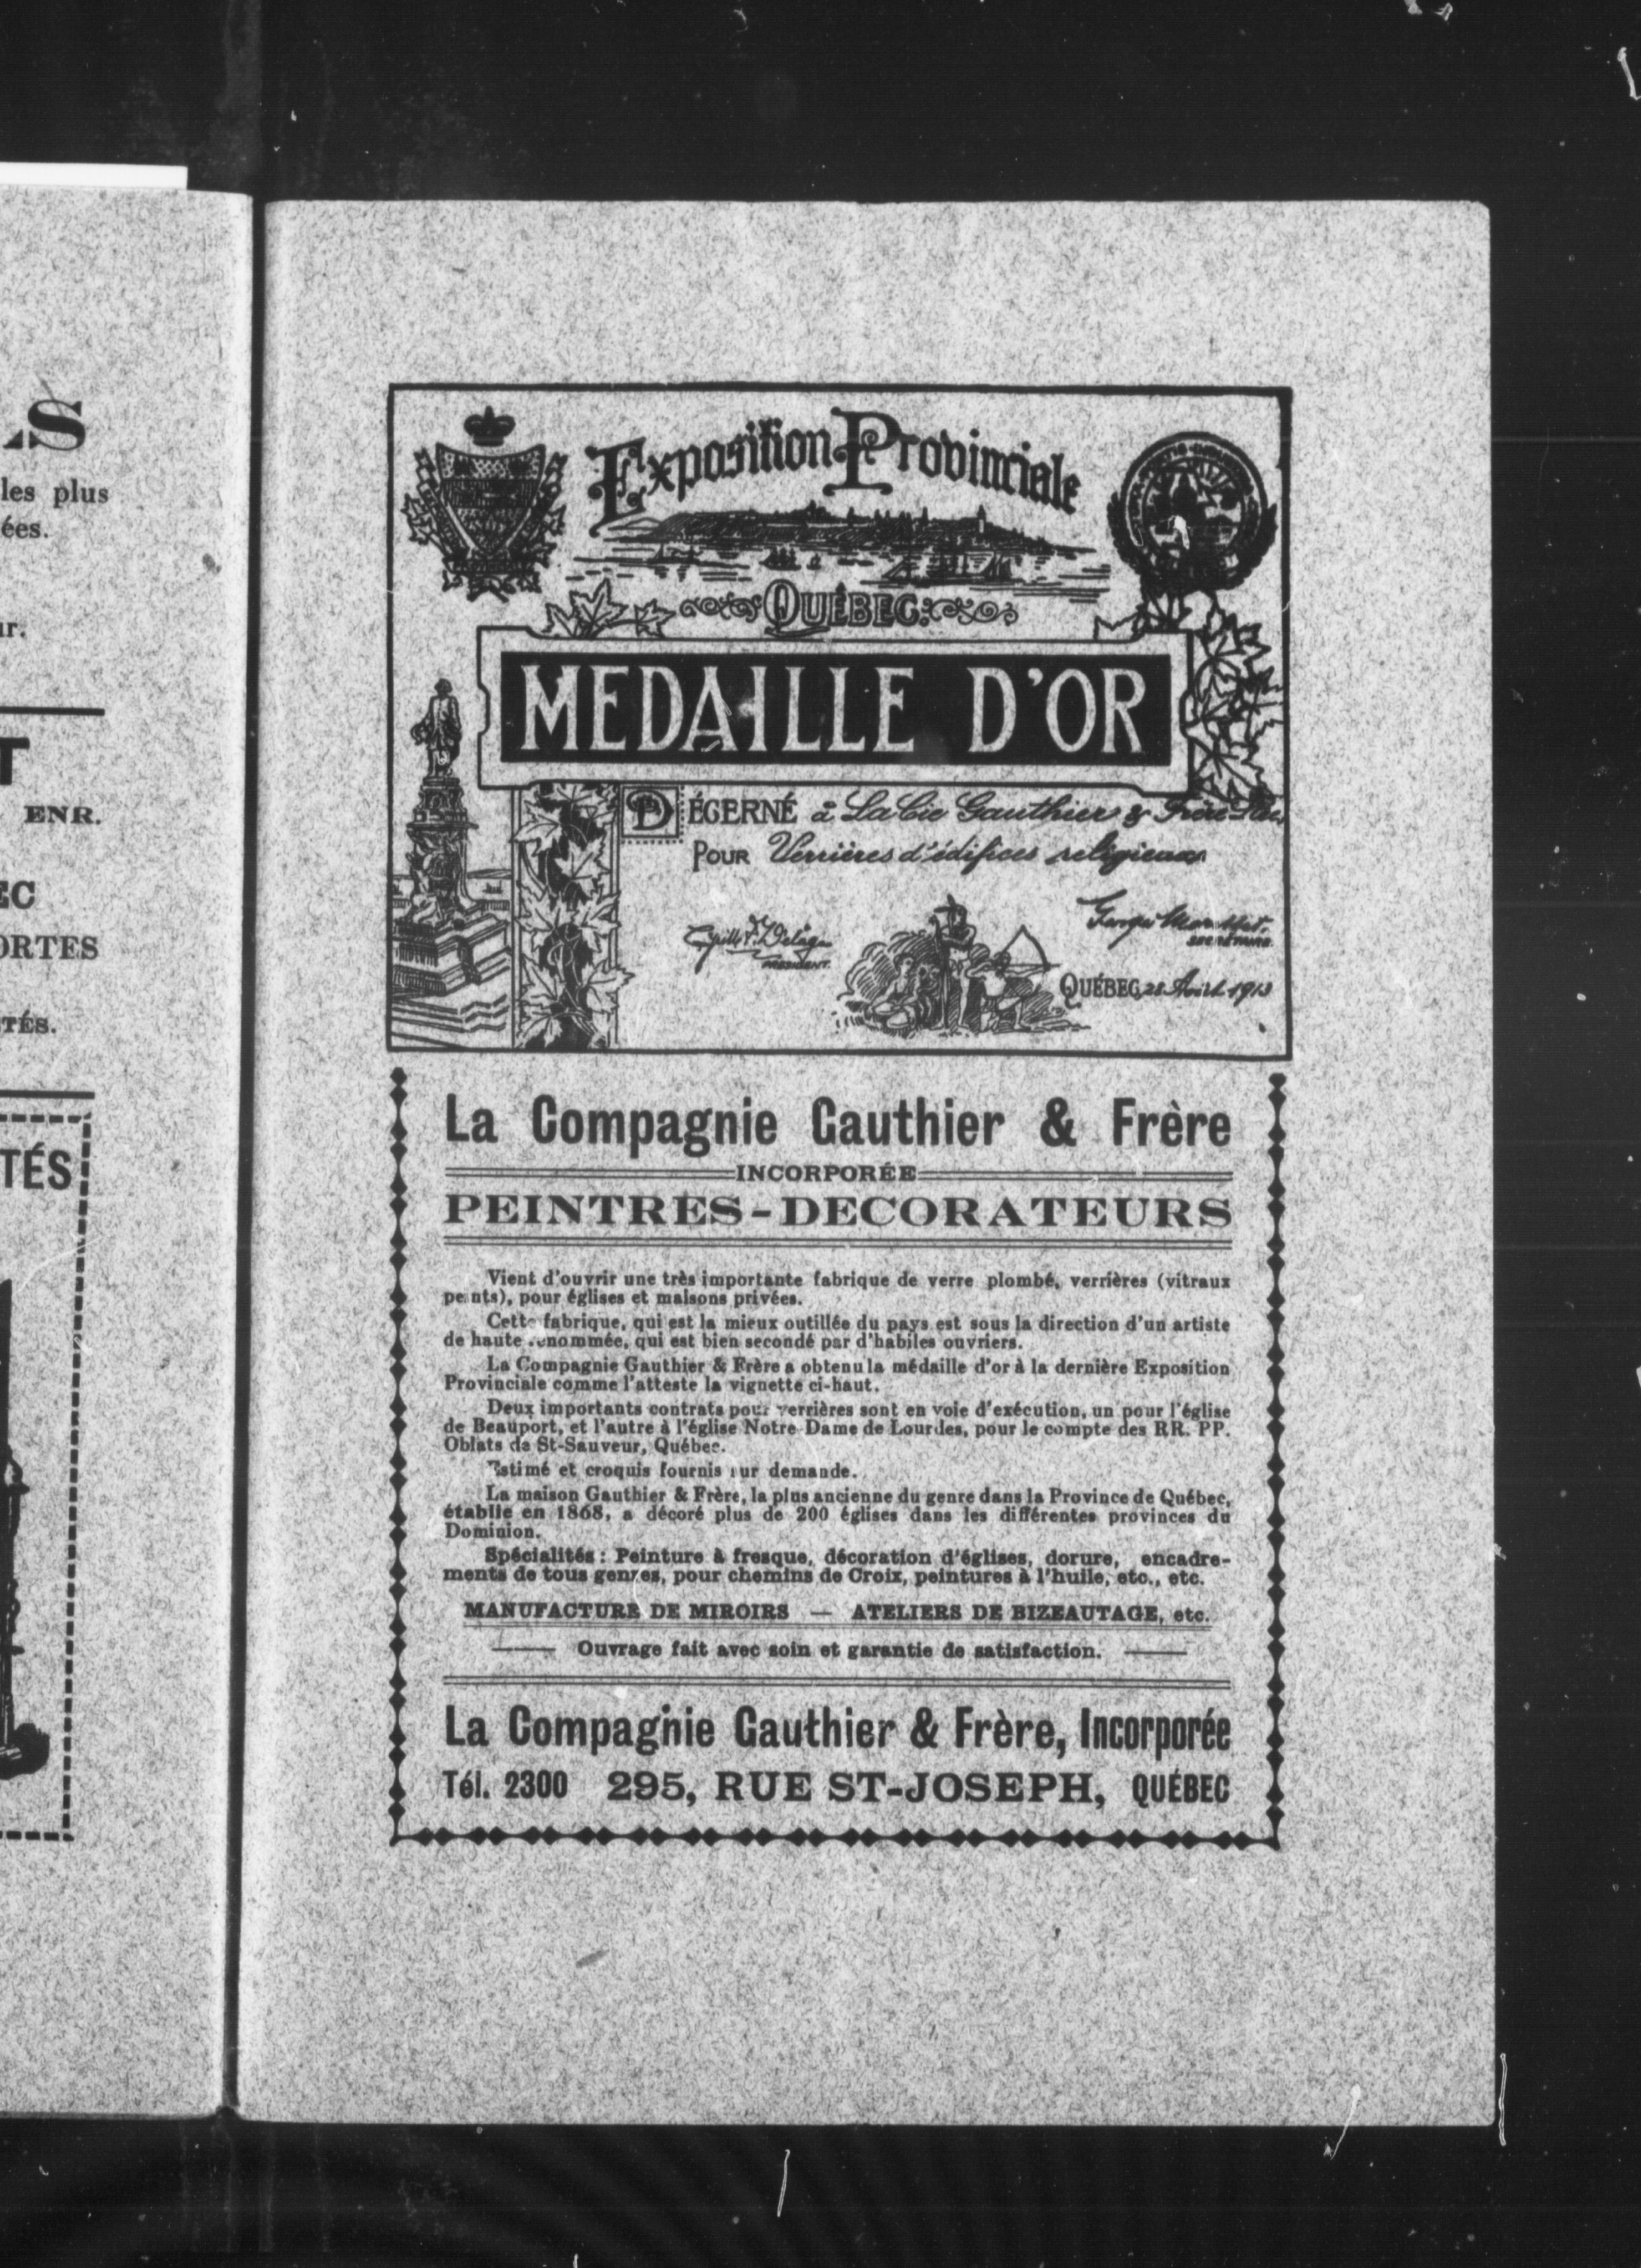 S
les plus
ées.
ur.
T
ENR.
EC
ORTES
TÉS.
TÉS
Exposition Provinciale
QUÉBEC
MEDAILLE D'OR
DÉCERNÉ à La Cie Gauthier & Frère
POUR Verrières d'édifices religieux
PRESIDENT.
QUÉBEC, 28 Août 1913
La Compagnie Gauthier & Frère
INCORPORÉE
PEINTRES-DECORATEURS
Vient d'ouvrir une très importante fabrique de verre plombé, verrières (vitraux
pe nts), pour églises et maisons privées.
Cette fabrique, qui est la mieux outillée du pays est sous la direction d'un artiste
de haute renommée, qui est bien secondé par d'habiles ouvriers.
La Compagnie Gauthier & Frère a obtenu la médaille d'or à la dernière Exposition
Provinciale comme l'atteste la vignette ci-haut.
Deux importants contrats pour verrières sont en voie d'exécution, un pour l'église
de Beauport, et l'autre à l'église Notre-Dame de Lourdes, pour le compte des RR. PP.
Oblats de St-Sauveur, Québec.
Estimé et croquis fournis sur demande.
La maison Gauthier & Frère, la plus ancienne du genre dans la Province de Québec,
établie en 1868, a décoré plus de 200 églises dans les différentes provinces du
Dominion.
Spécialités : Peinture à fresque, décoration d'églises, dorure, encadre-
ments de tous genres, pour chemins de Croix, peintures à l'huile, etc., etc.
MANUFACTURE DE MIROIRS — ATELIERS DE BIZEAUTAGE, etc.
Ouvrage fait avec soin et garantie de satisfaction.
La Compagnie Gauthier & Frère, Incorporée
Tél. 2300 295, RUE ST-JOSEPH, QUÉBEC